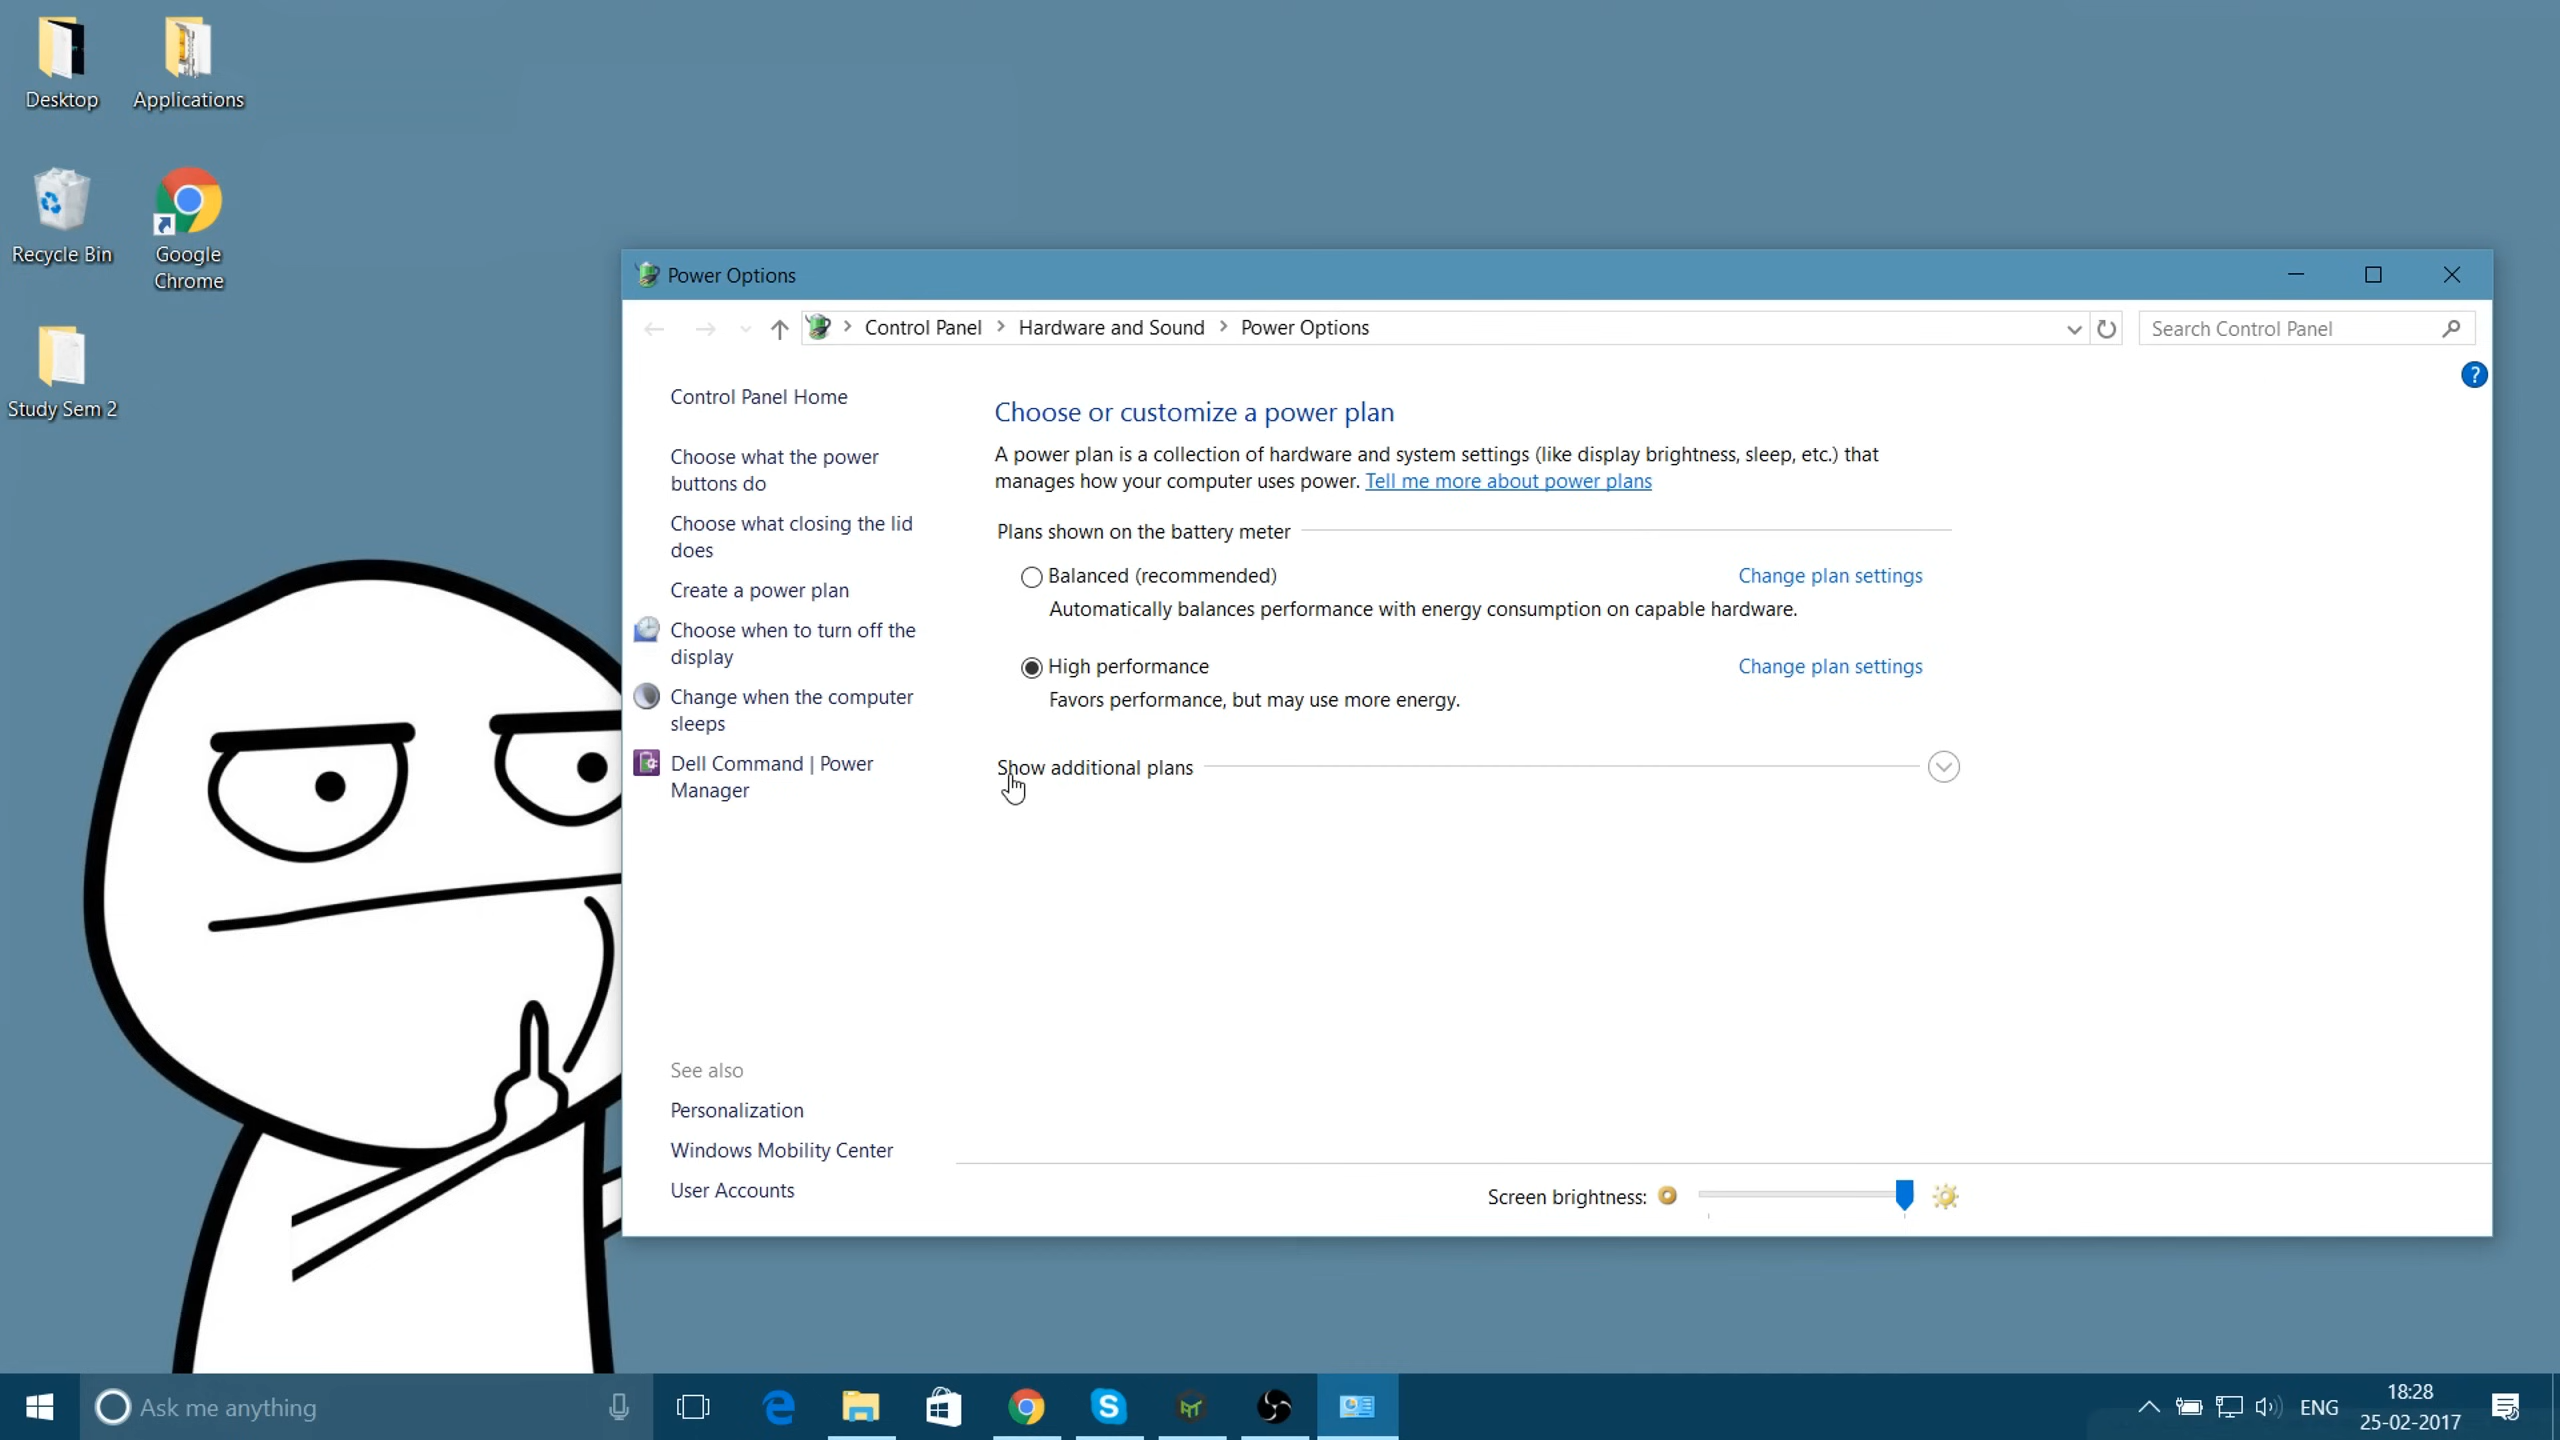 Desktop
Applications
Recycle Bin
Google
Chrome
Study Sem 2
Power Options
Control Panel
Hardware and Sound
Power Options
Search Control Panel
?
Control Panel Home
Choose what the power
buttons do
Choose what closing the lid
does
Create a power plan
Choose when to turn off the
display
Change when the computer
sleeps
Dell Command | Power
Manager
Choose or customize a power plan
A power plan is a collection of hardware and system settings (like display brightness, sleep, etc.) that
manages how your computer uses power. Tell me more about power plans
Plans shown on the battery meter
Balanced (recommended)
Change plan settings
Automatically balances performance with energy consumption on capable hardware.
High performance
Change plan settings
Favors performance, but may use more energy.
Show additional plans
See also
Personalization
Windows Mobility Center
User Accounts
Screen brightness:
Ask me anything
ENG
18:28
25-02-2017